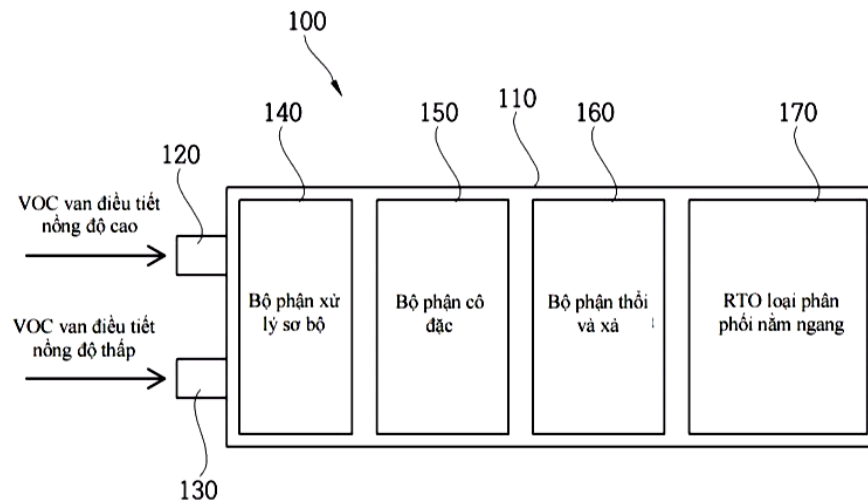 100
110
140
150
160
170
120
VOC van điều tiết
nồng độ cao
VOC van điều tiết
nồng độ thấp
130
Bộ phận xử
lý sơ bộ
Bộ phận cô
đặc
Bộ phận thổi
và xả
RTO loại phân
phối nằm ngang